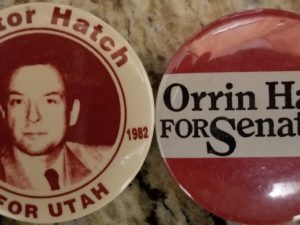 tor Hatch
1982
FOR UTAH
Orrin Ha
FOR Senat